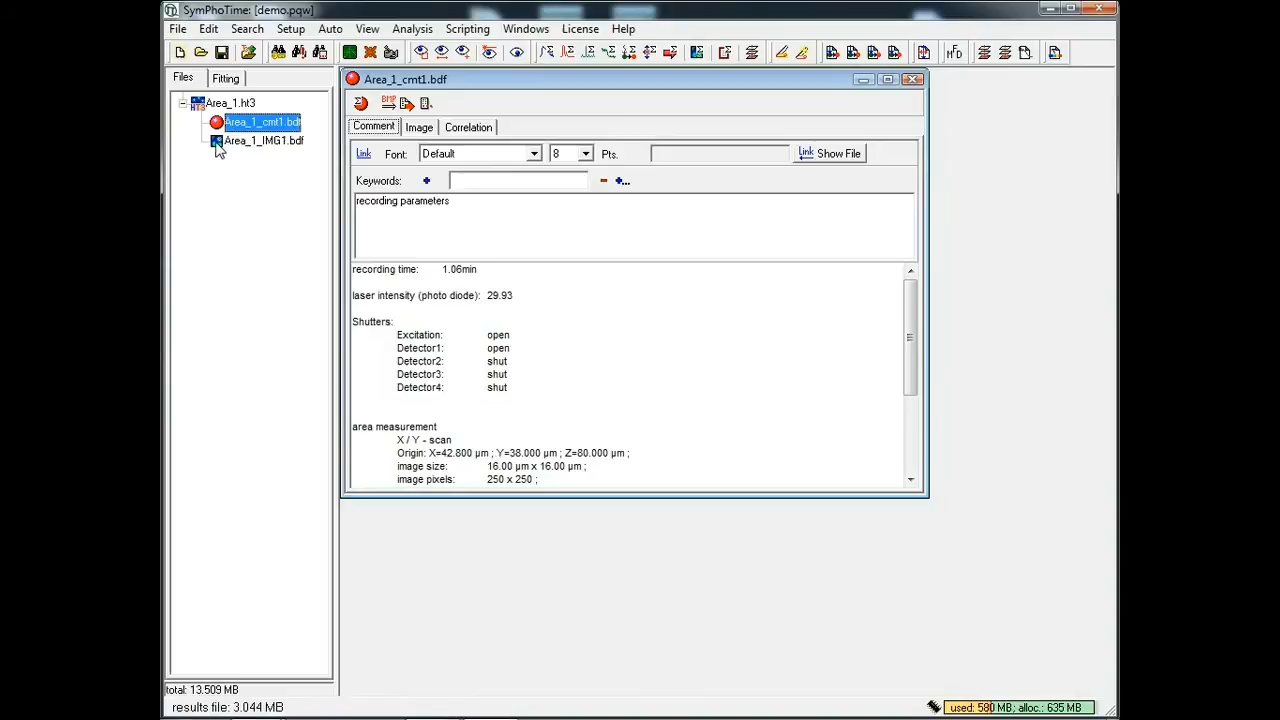 SymPhoTime: [demo.pqw]
File Edit Search Setup Auto View Analysis Scripting Windows License Help
Files Fitting
Area_1.ht3
Area_1_cmt1.bdf
Area_1_IMG1.bdf
Area_1_cmt1.bdf
BMP
Comment Image Correlation
Link Font: Default 8 Pts. Link Show File
Keywords:
recording parameters
recording time: 1.06min
laser intensity (photo diode): 29.93
Shutters:
Excitation: open
Detector1: open
Detector2: shut
Detector3: shut
Detector4: shut
area measurement
X / Y - scan
Origin: X=42.800 µm ; Y=38.000 µm ; Z=80.000 µm ;
image size: 16.00 µm x 16.00 µm ;
image pixels: 250 x 250 ;
total: 13.509 MB
results file: 3.044 MB
used: 580 MB; alloc.: 635 MB